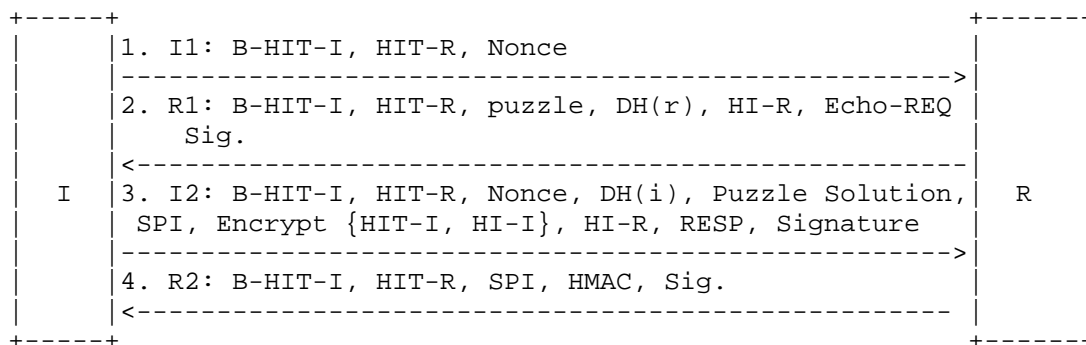 1. I1: B-HIT-I, HIT-R, Nonce
2. R1: B-HIT-I, HIT-R, puzzle, DH(r), HI-R, Echo-REQ
Sig.
I
3. I2: B-HIT-I, HIT-R, Nonce, DH(i), Puzzle Solution,
R
SPI, Encrypt {HIT-I, HI-I}, HI-R, RESP, Signature
4. R2: B-HIT-I, HIT-R, SPI, HMAC, Sig.